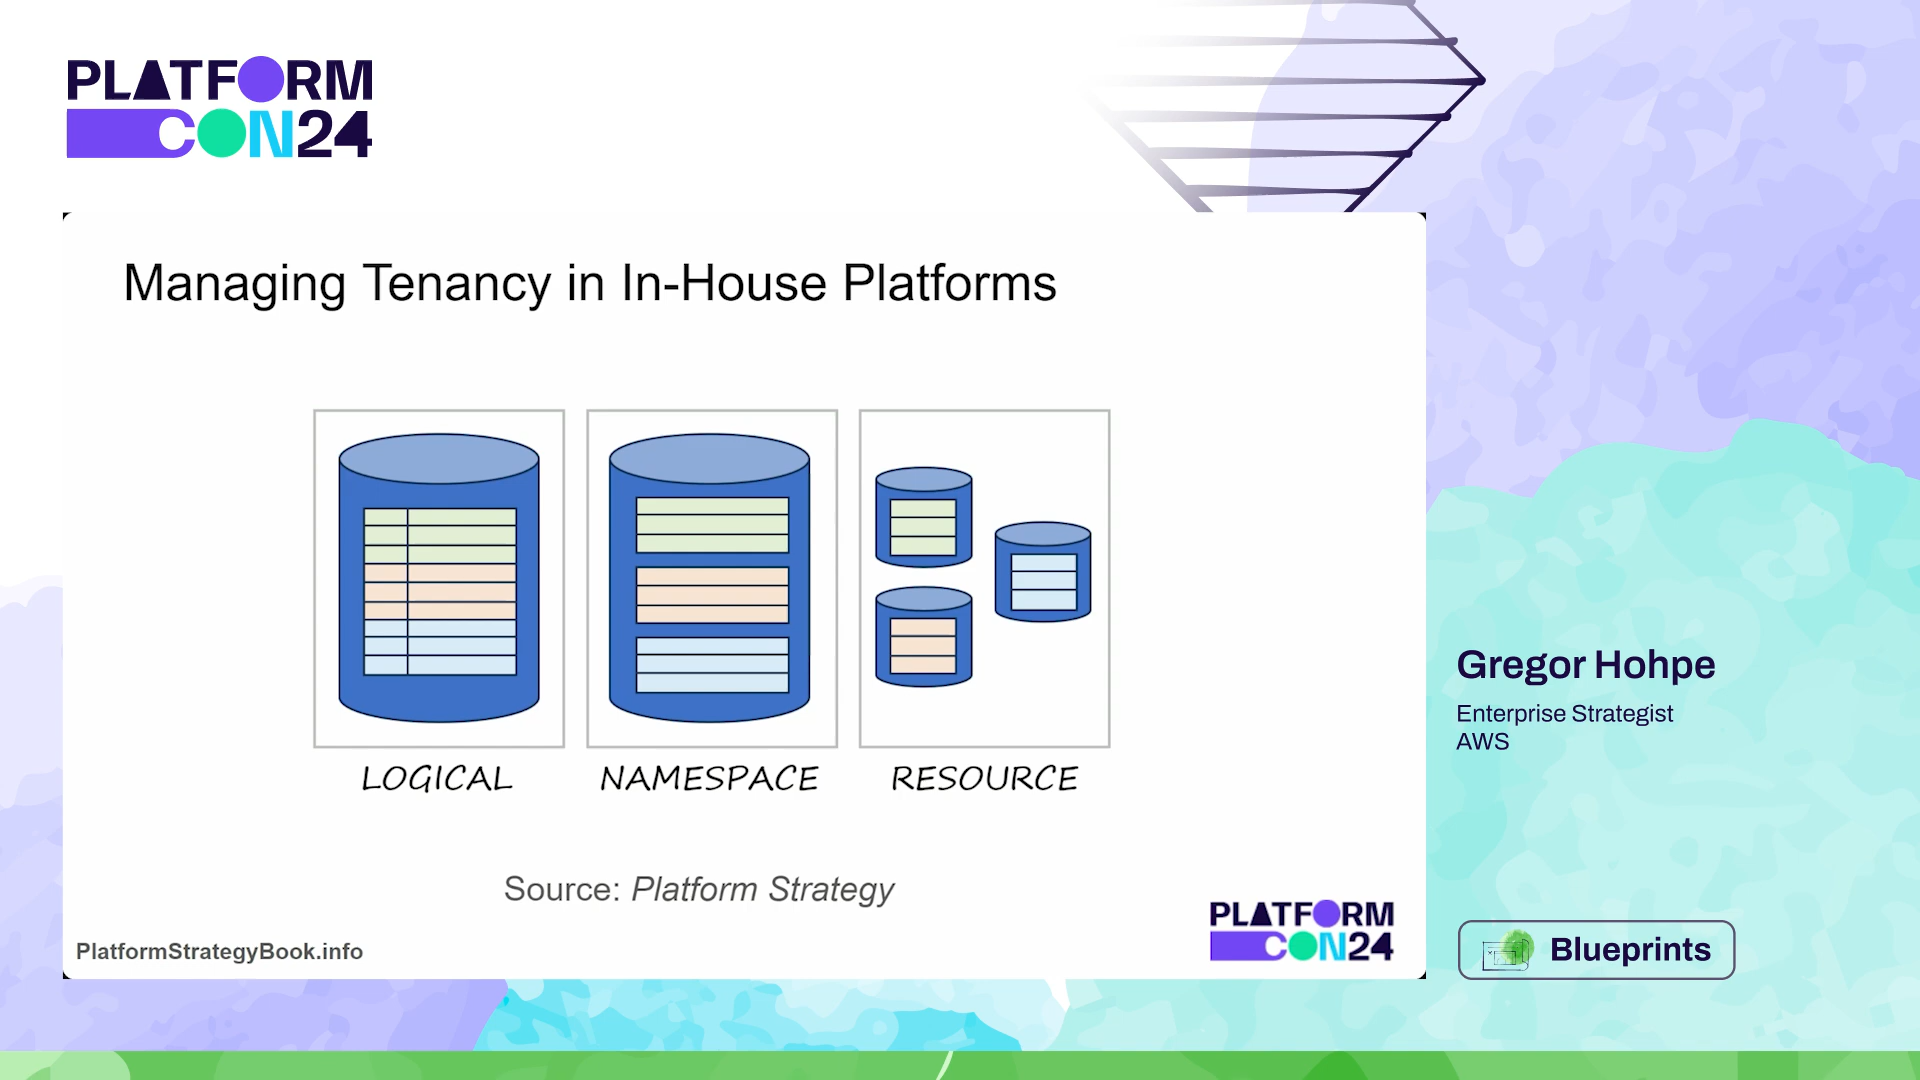 PLATFORM
CON24
Managing Tenancy in In-House Platforms
LOGICAL
NAMESPACE
RESOURCE
Source: Platform Strategy
PlatformStrategyBook.info
PLATFORM
CON24
Gregor Hohpe
Enterprise Strategist
AWS
Blueprints